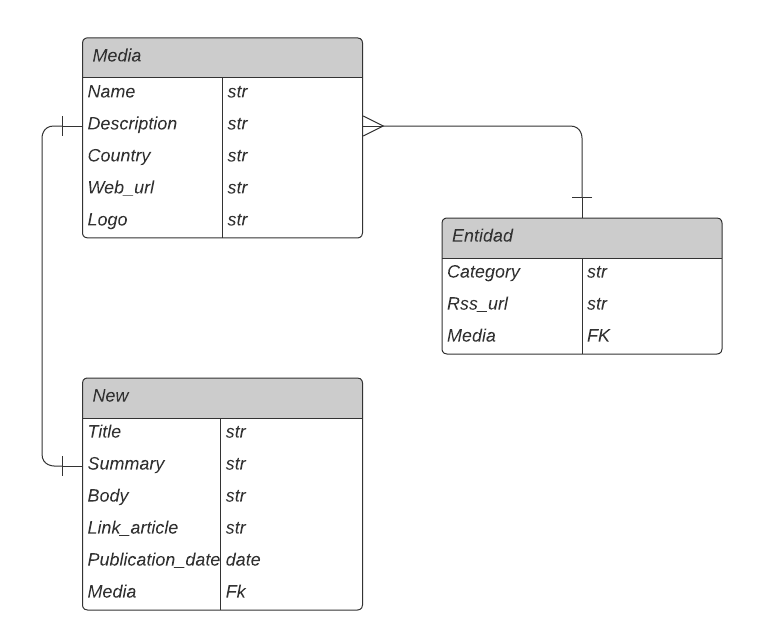 Media
Name str
Description str
Country str
Web_url str
Logo str
Entidad
Category str
Rss_url str
Media FK
New
Title str
Summary str
Body str
Link_article str
Publication_date date
Media Fk